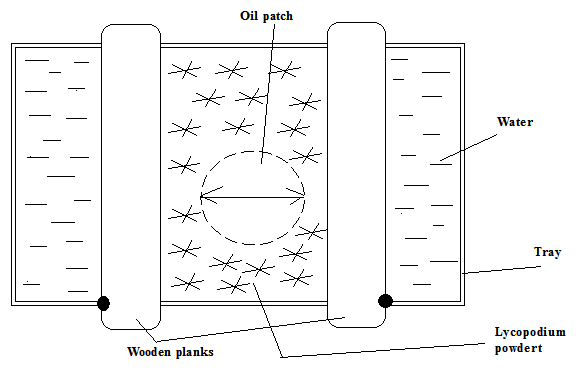 Oil patch
Water
Tray
Wooden planks
Lycopodium
powdert